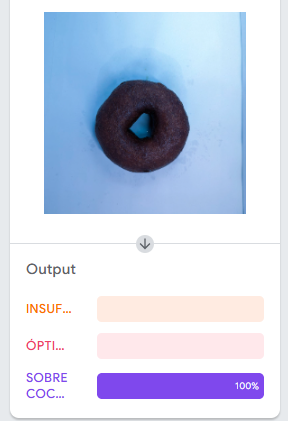 Output
INSUF...
ÓPTI...
SOBRE
COC...
100%